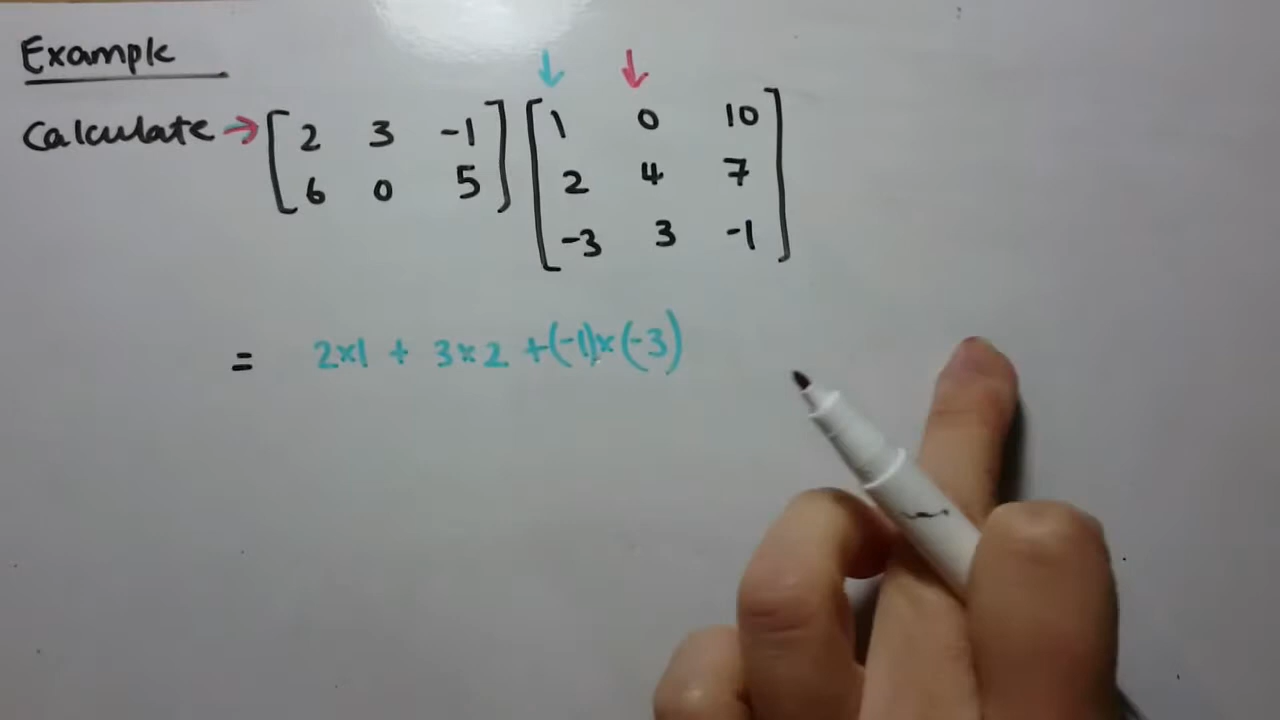 Example
Calculate → [2 3 -1] [1 0 10]
[6 0 5] [2 4 7]
[-3 3 -1]
= 2×1 + 3×2 +(-1)×(-3)